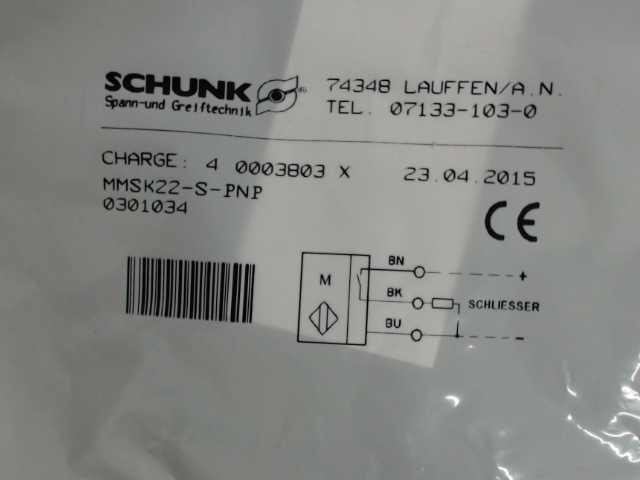 SCHUNK ®
Spann-und Greiftechnik
74348 LAUFFEN/A.N.
TEL. 07133-103-0
CHARGE: 4 0003803 X 23.04.2015
MMSK22-S-PNP
0301034
CE
M
BN +
BK SCHLIESSER
BU -